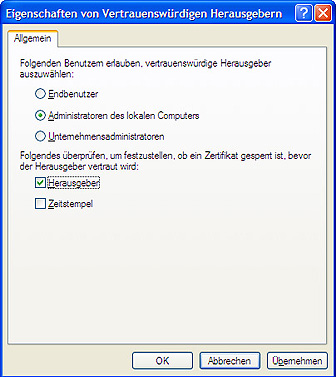 Eigenschaften von Vertrauenswürdigen Herausgebern
Allgemein
Folgenden Benutzern erlauben, vertrauenswürdige Herausgeber
auszuwählen:
Endbenutzer
Administratoren des lokalen Computers
Unternehmensadministratoren
Folgendes überprüfen, um festzustellen, ob ein Zertifikat gesperrt ist, bevor
der Herausgeber vertraut wird:
Herausgeber
Zeitstempel
OK
Abbrechen
Übernehmen